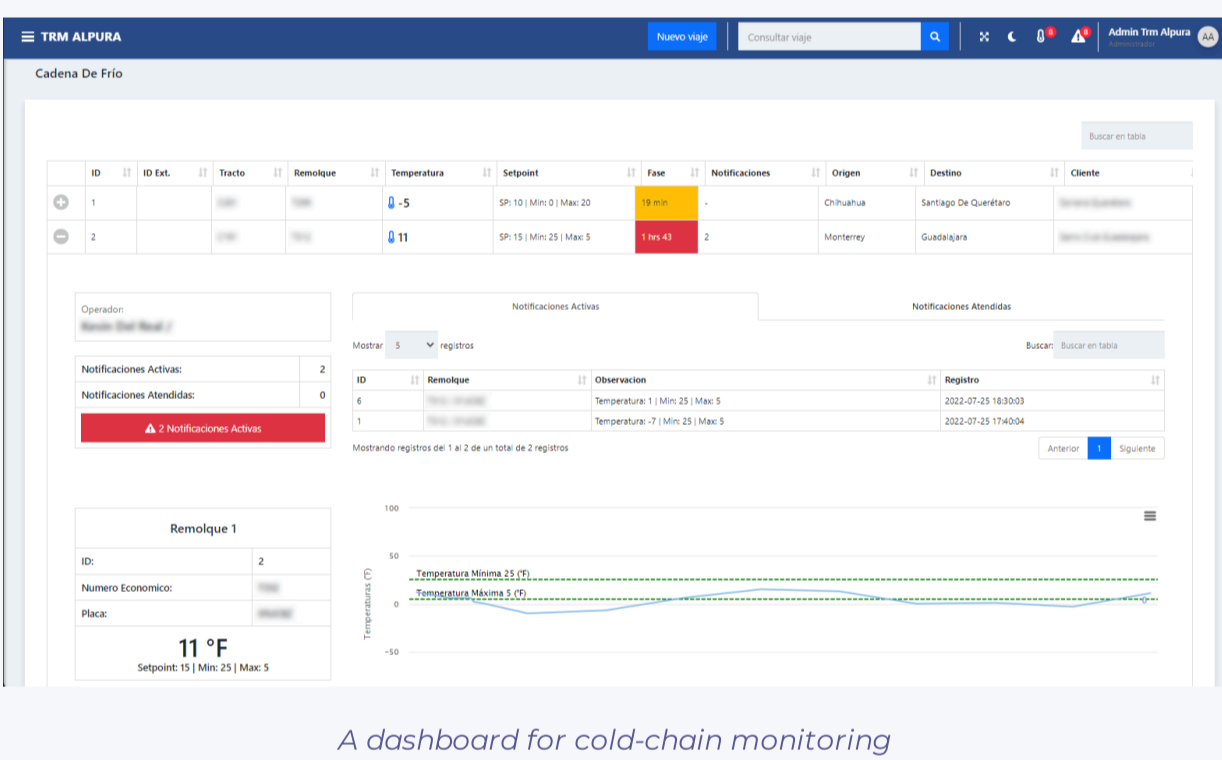 TRM ALPURA
Nuevo viaje
Consultar viaje
8
8
Admin Trm Alpura
Administrador
AA
Cadena De Frío
Buscar en tabla
ID ID Ext. Tracto Remolque Temperatura Setpoint Fase Notificaciones Origen Destino Cliente
1 -5 SP: 10 | Min: 0 | Max: 20 19 min - Chihuahua Santiago De Querétaro
2 11 SP: 15 | Min: 25 | Max: 5 1 hrs 43 2 Monterrey Guadalajara
Operador:
Notificaciones Activas: 2
Notificaciones Atendidas: 0
2 Notificaciones Activas
Notificaciones Activas Notificaciones Atendidas
Mostrar 5 registros Buscar: Buscar en tabla
ID Remolque Observacion Registro
6 Temperatura: 1 | Min: 25 | Max: 5 2022-07-25 18:30:03
1 Temperatura: -7 | Min: 25 | Max: 5 2022-07-25 17:40:04
Mostrando registros del 1 al 2 de un total de 2 registros
Anterior 1 Siguiente
Remolque 1
ID: 2
Numero Economico:
Placa:
11 °F
Setpoint: 15 | Min: 25 | Max: 5
Temperaturas (°F)
100
50
0
-50
Temperatura Mínima 25 (°F)
Temperatura Máxima 5 (°F)
0
A dashboard for cold-chain monitoring